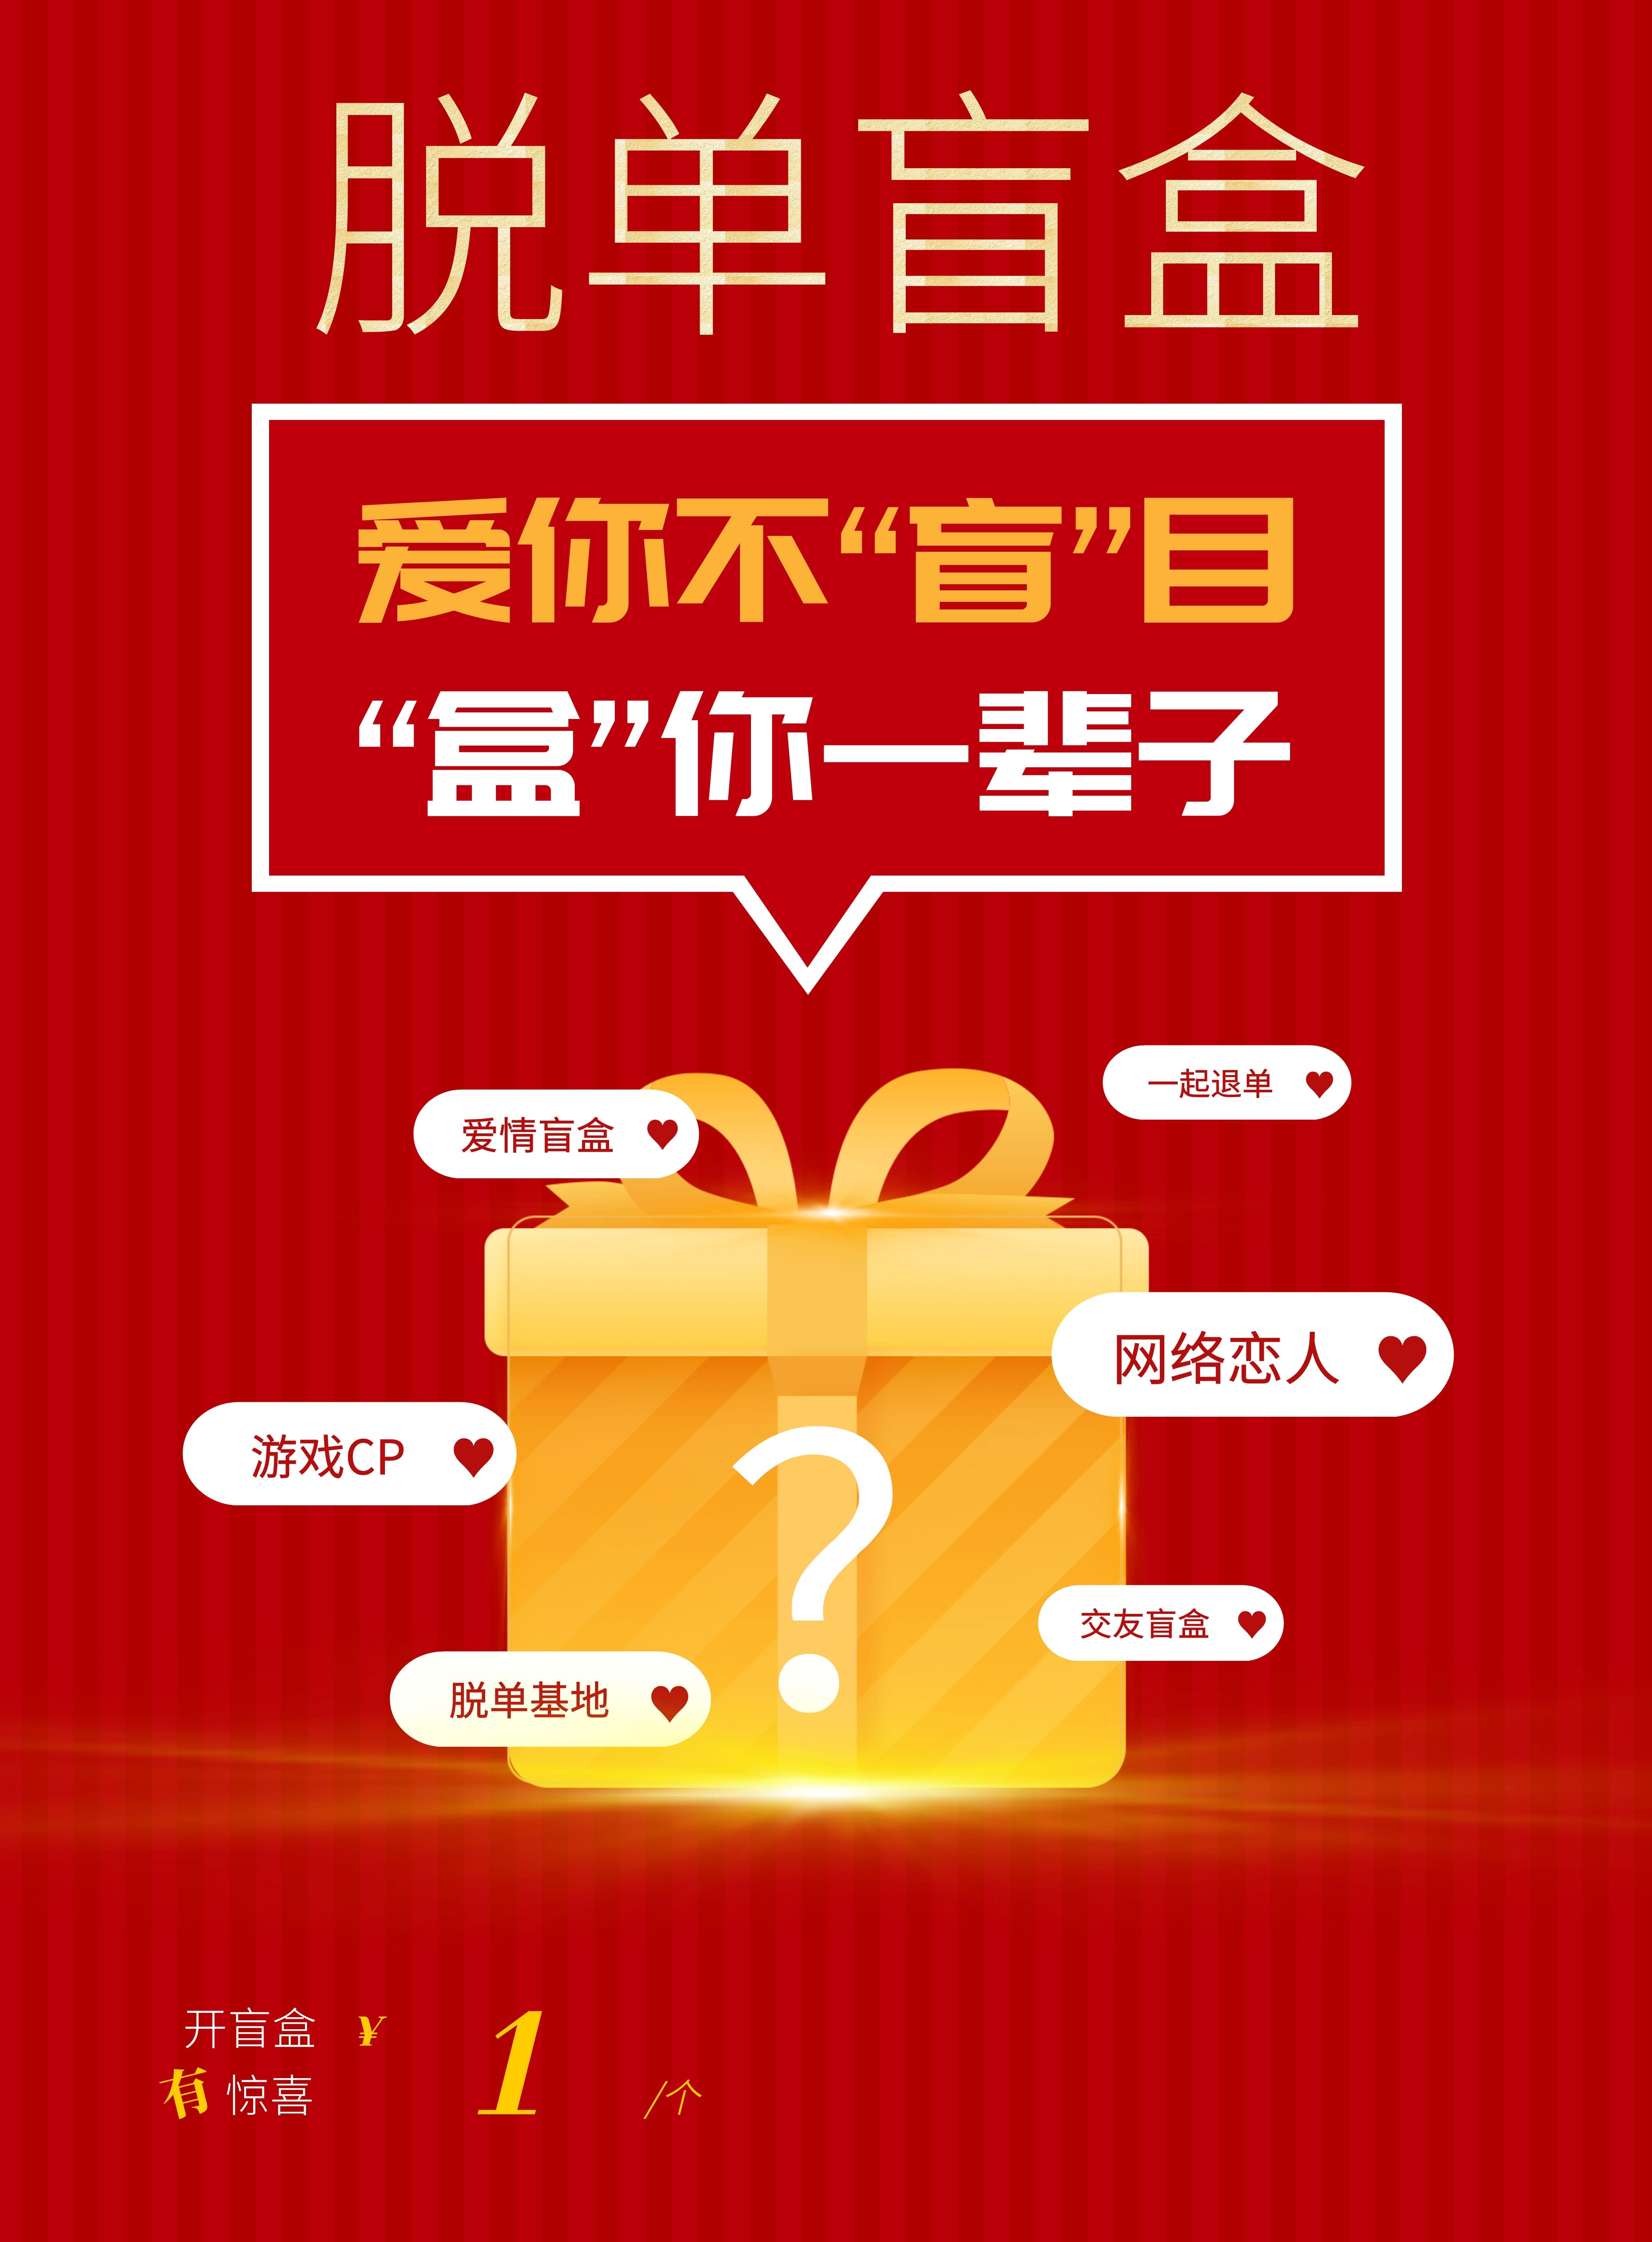 脱单盲盒
爱你不“盲”目
“盒”你一辈子
一起退单
爱情盲盒
网络恋人
游戏CP
?
交友盲盒
脱单基地
开盲盒 ¥ 1 /个
有惊喜